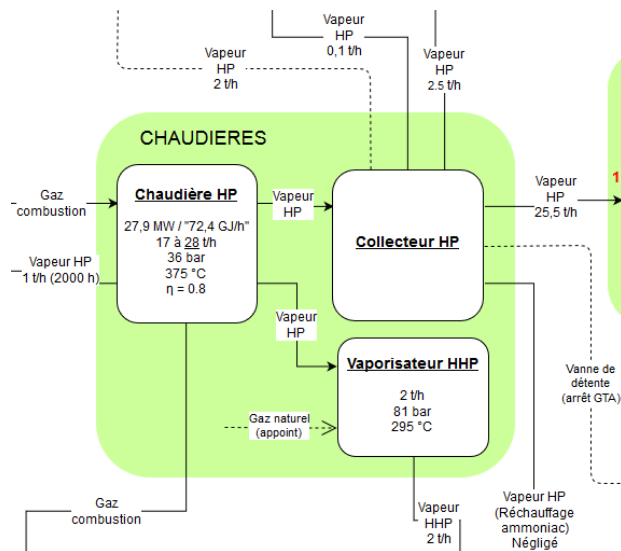 Vapeur
HP
0,1 t/h
Vapeur
HP
2.5 t/h
Vapeur
HP
2 t/h
CHAUDIERES
Gaz
combustion
Chaudière HP
27,9 MW / "72,4 GJ/h"
17 à 28 t/h
36 bar
375 °C
η = 0.8
Vapeur
HP
Collecteur HP
Vapeur
HP
25,5 t/h
1
Vapeur HP
1 t/h (2000 h)
Vapeur
HP
Vaporisateur HHP
2 t/h
81 bar
295 °C
Gaz naturel
(appoint)
Vanne de
détente
(arrêt GTA)
Gaz
combustion
Vapeur
HHP
2 t/h
Vapeur HP
(Réchauffage
ammoniac)
Négligé